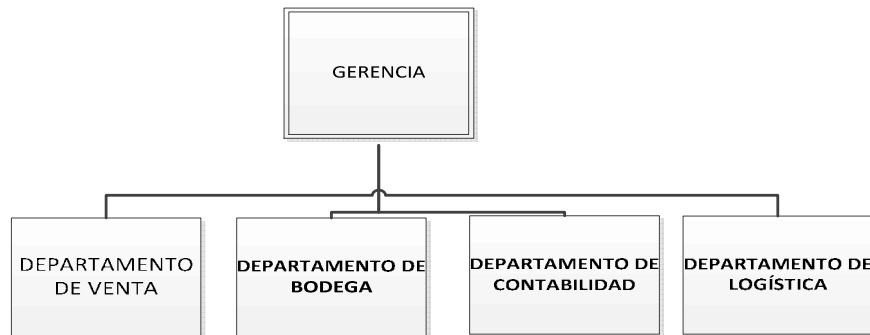 GERENCIA
DEPARTAMENTO
DE VENTA
DEPARTAMENTO DE
BODEGA
DEPARTAMENTO DE
CONTABILIDAD
DEPARTAMENTO DE
LOGÍSTICA